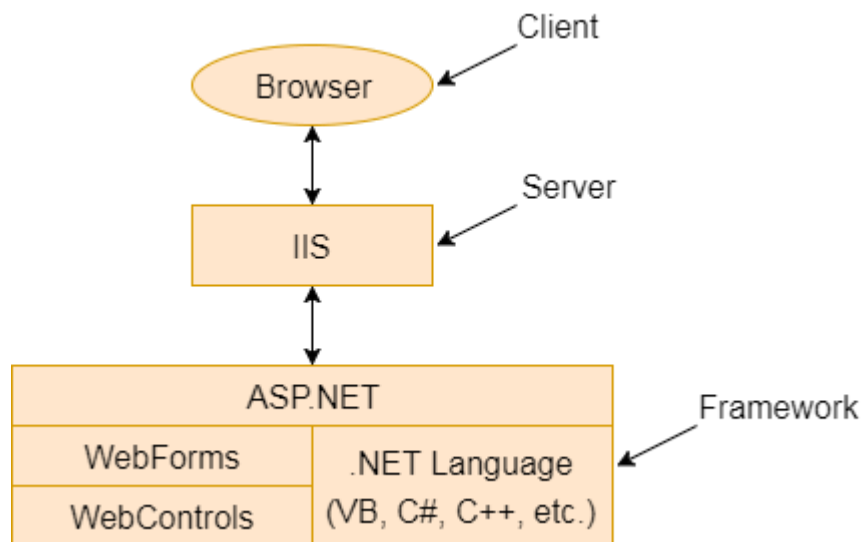 Client
Browser
Server
IIS
ASP.NET
Framework
WebForms
.NET Language
(VB, C#, C++, etc.)
WebControls